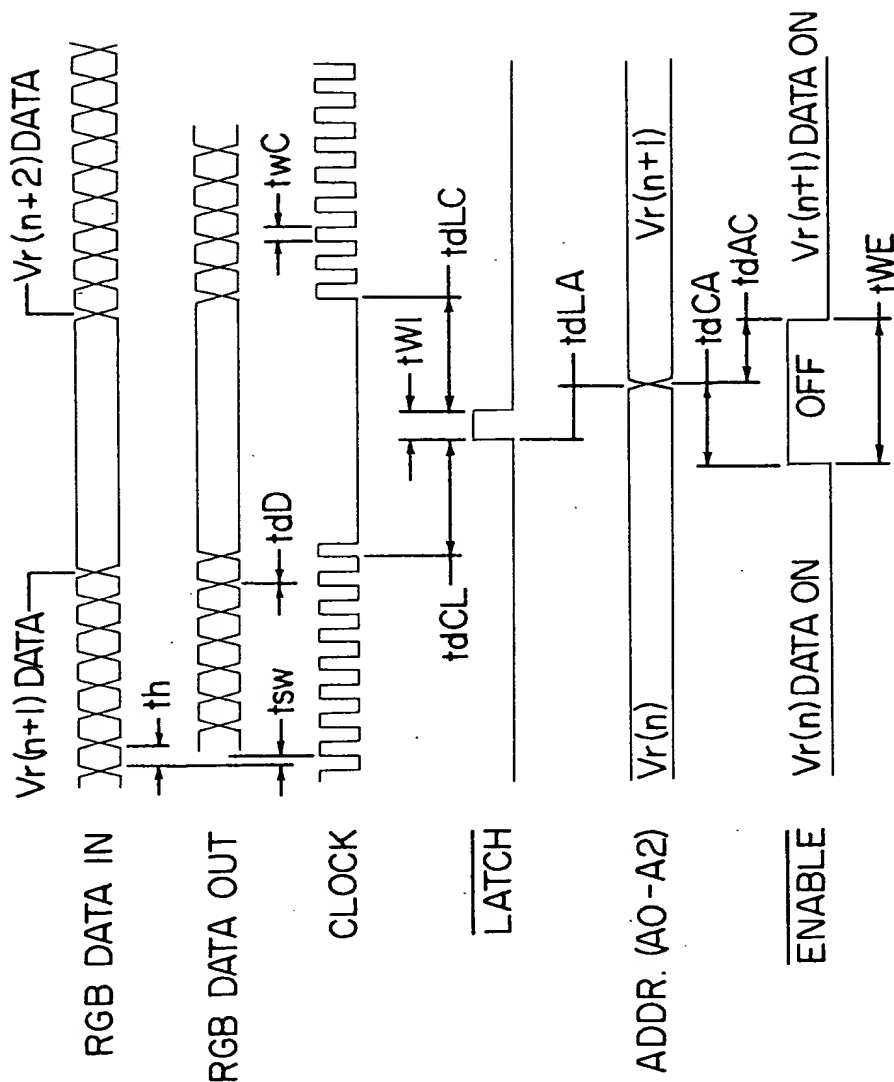 Vr(n+1)DATA
Vr(n+2)DATA
RGB DATA IN
th
RGB DATA OUT
tsw
tdD
twC
CLOCK
tdCL
tWl
tdLC
LATCH
tdLA
ADDR. (A0-A2)
Vr(n)
Vr(n+1)
tdCA
tdAC
ENABLE
Vr(n)DATA ON
OFF
Vr(n+1)DATA ON
tWE